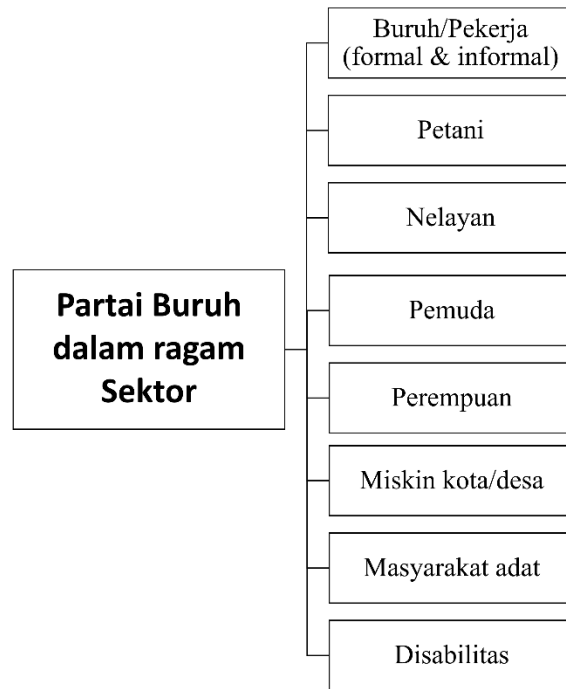 Buruh/Pekerja
(formal & informal)
Petani
Nelayan
Partai Buruh
dalam ragam
Sektor
Pemuda
Perempuan
Miskin kota/desa
Masyarakat adat
Disabilitas